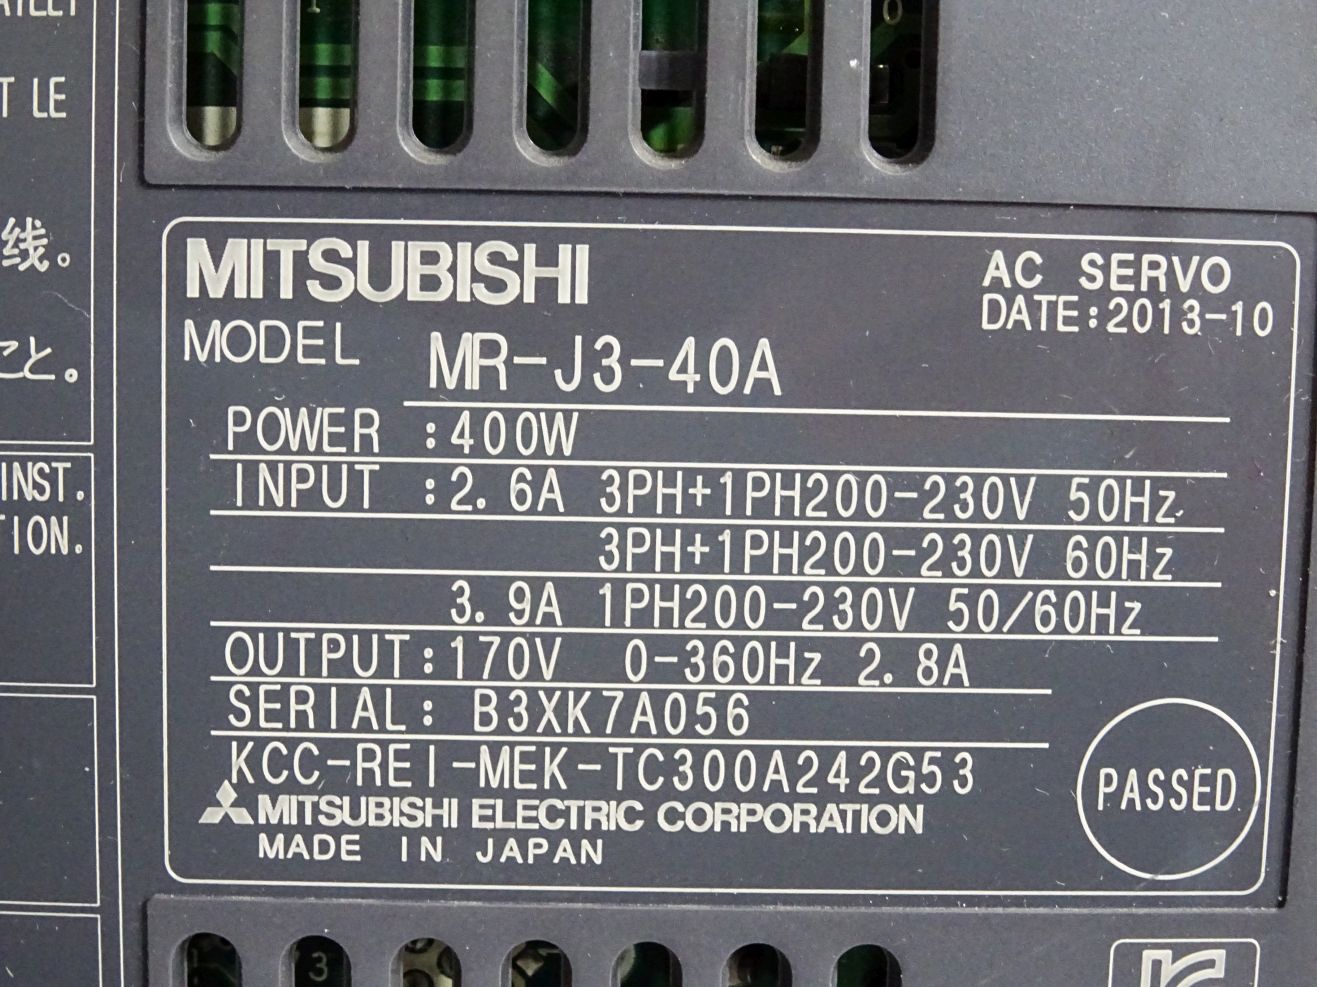 T LE
线。
こと。
INST.
TION.
MITSUBISHI
AC SERVO
DATE:2013-10
MODEL MR-J3-40A
POWER :400W
INPUT :2.6A 3PH+1PH200-230V 50Hz
3PH+1PH200-230V 60Hz
3.9A 1PH200-230V 50/60Hz
OUTPUT:170V 0-360Hz 2.8A
SERIAL: B3XK7A056
KCC-REI-MEK-TC300A242G53
MITSUBISHI ELECTRIC CORPORATION
MADE IN JAPAN
PASSED
3